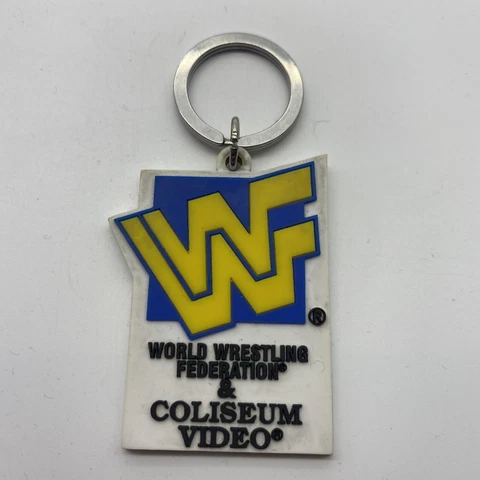 WF
®
WORLD WRESTLING
FEDERATION®
&
COLISEUM
VIDEO®